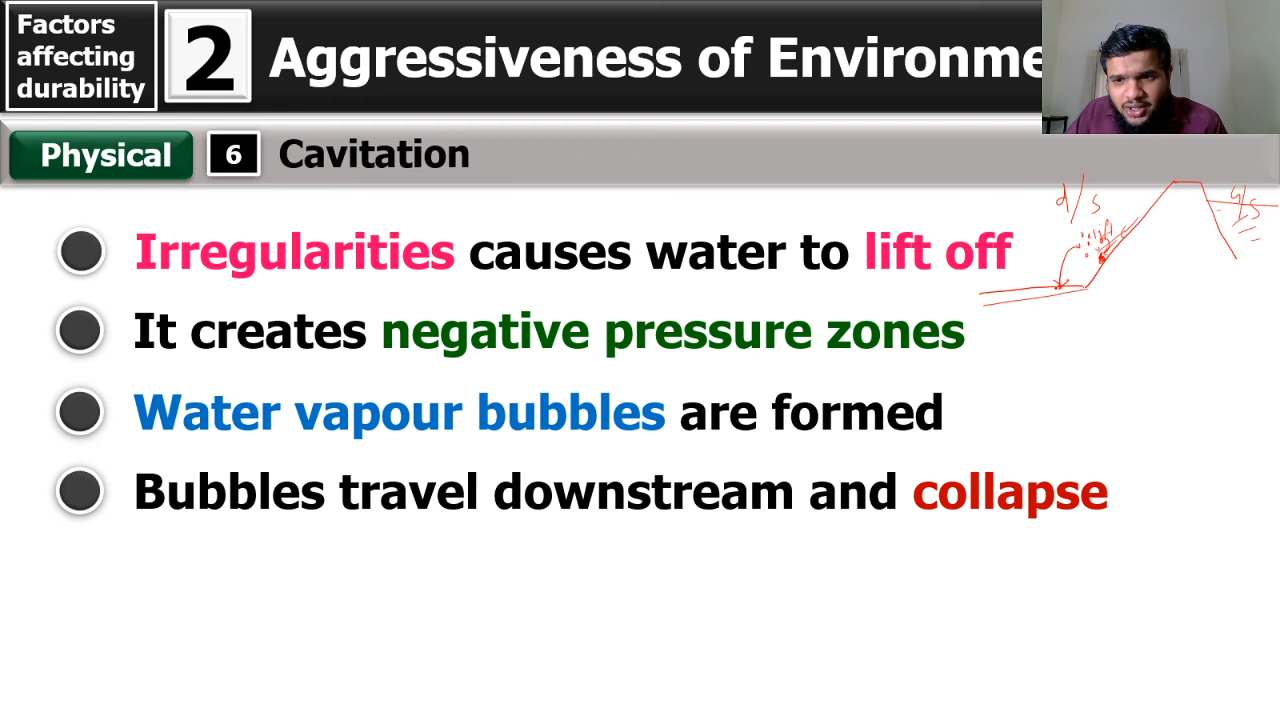 Factors
affecting
durability
2
Aggressiveness of Environme
Physical
6
Cavitation
d/s
u/s
Irregularities causes water to lift off
It creates negative pressure zones
Water vapour bubbles are formed
Bubbles travel downstream and collapse